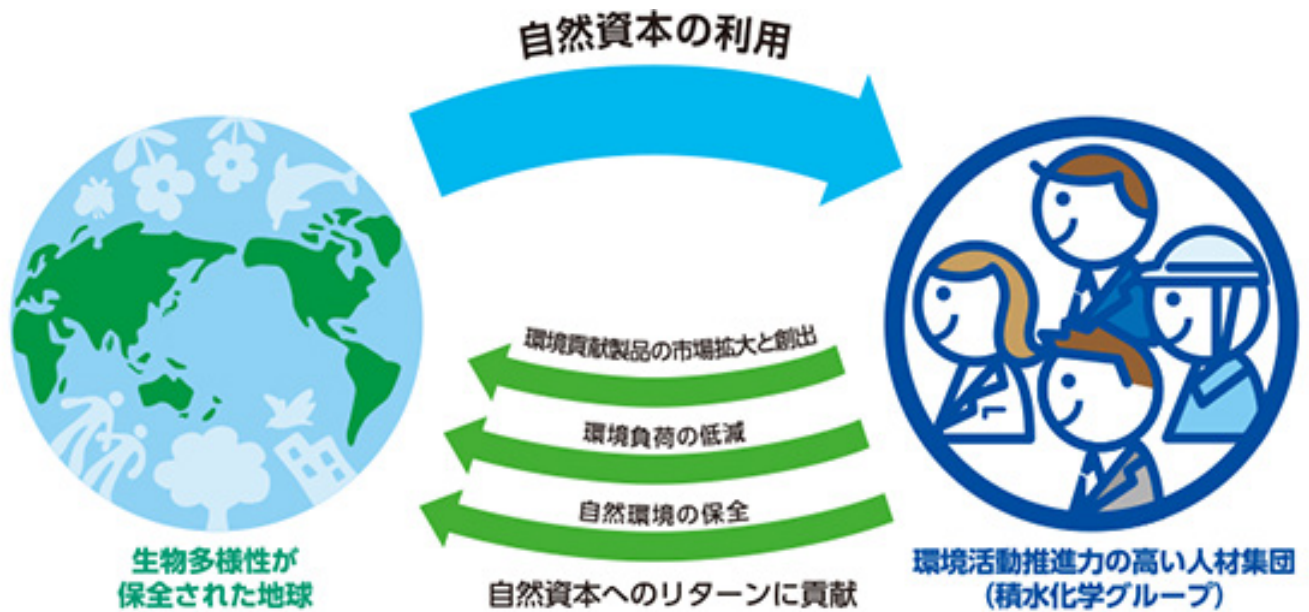 自然資本の利用
環境貢献製品の市場拡大と創出
環境負荷の低減
自然環境の保全
自然資本へのリターンに貢献
生物多様性が
保全された地球
環境活動推進力の高い人材集団
(積水化学グループ)